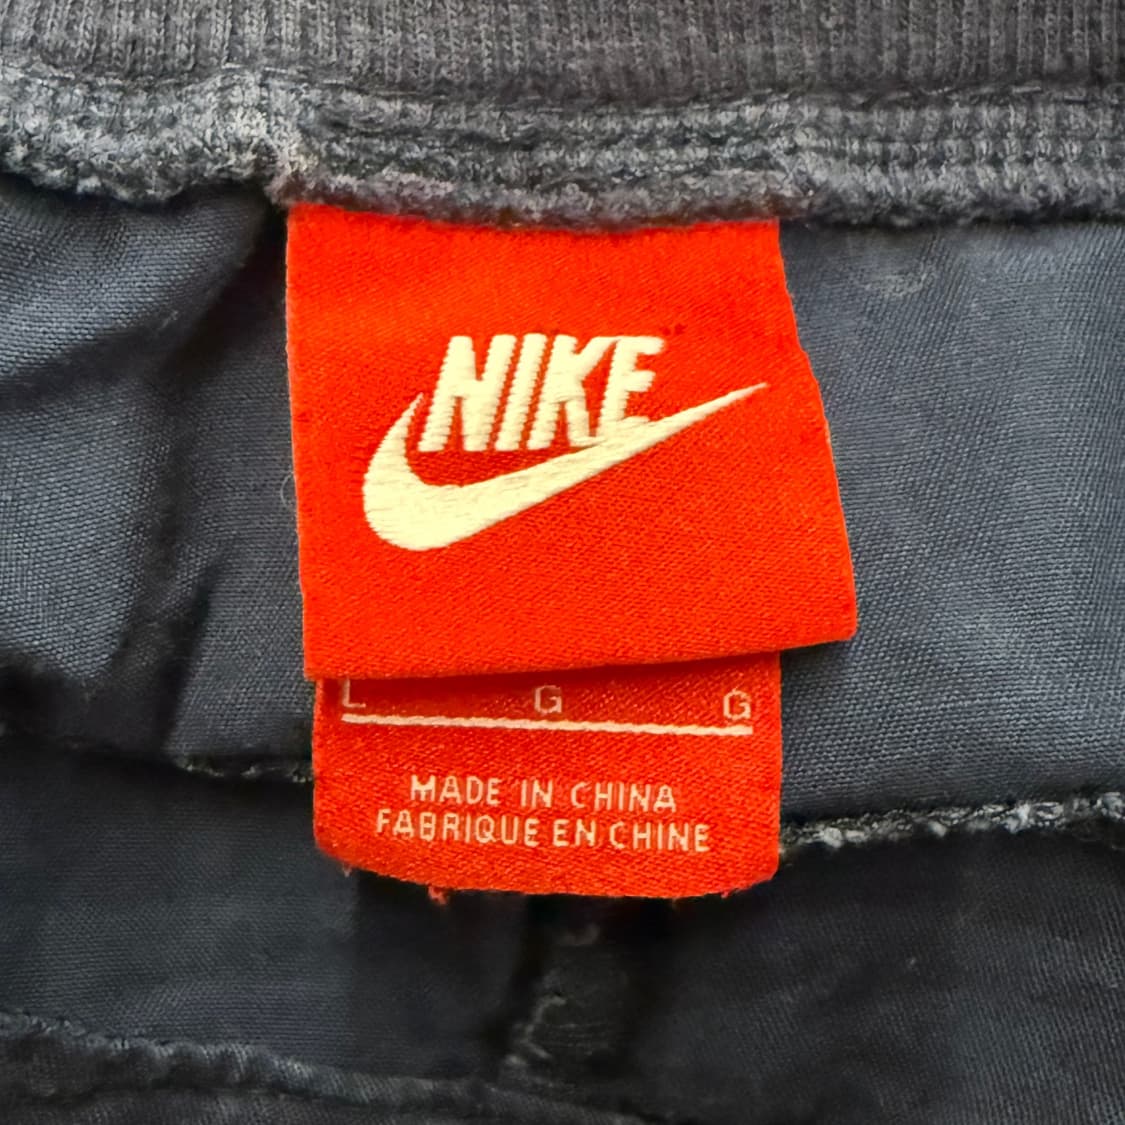 NIKE
L G G
MADE IN CHINA
FABRIQUE EN CHINE